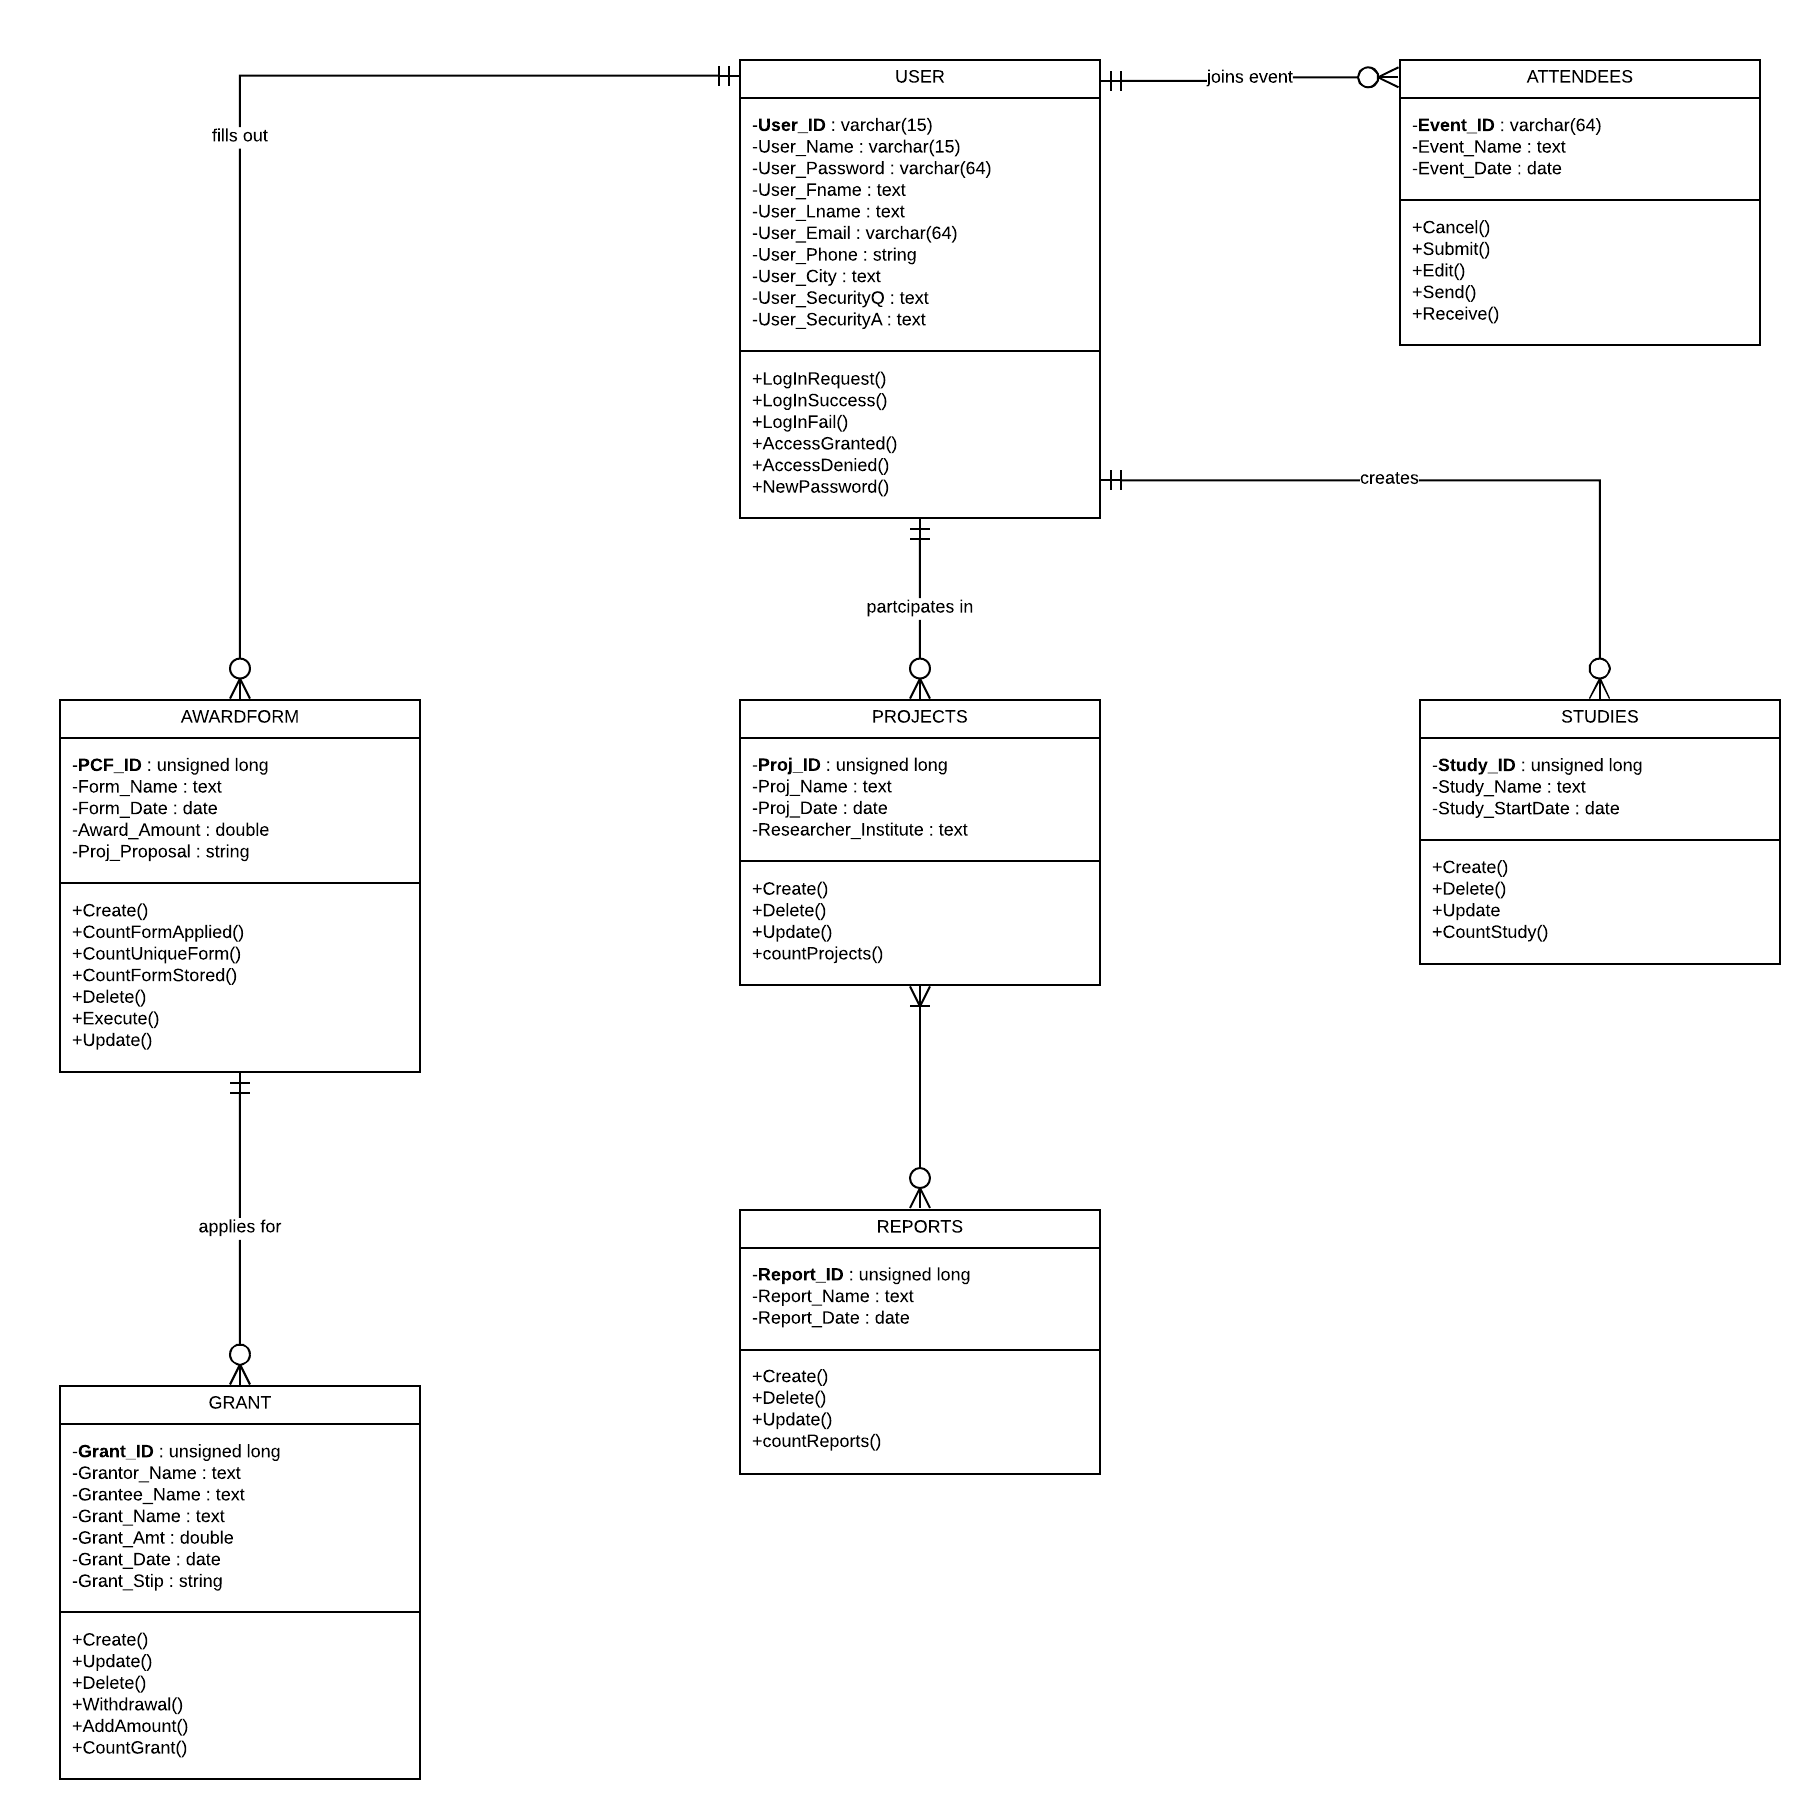 USER
-User_ID : varchar(15)
-User_Name : varchar(15)
-User_Password : varchar(64)
-User_Fname : text
-User_Lname : text
-User_Email : varchar(64)
-User_Phone : string
-User_City : text
-User_SecurityQ : text
-User_SecurityA : text
+LogInRequest()
+LogInSuccess()
+LogInFail()
+AccessGranted()
+AccessDenied()
+NewPassword()
joins event
ATTENDEES
-Event_ID : varchar(64)
-Event_Name : text
-Event_Date : date
+Cancel()
+Submit()
+Edit()
+Send()
+Receive()
fills out
creates
partcipates in
AWARDFORM
-PCF_ID : unsigned long
-Form_Name : text
-Form_Date : date
-Award_Amount : double
-Proj_Proposal : string
+Create()
+CountFormApplied()
+CountUniqueForm()
+CountFormStored()
+Delete()
+Execute()
+Update()
PROJECTS
-Proj_ID : unsigned long
-Proj_Name : text
-Proj_Date : date
-Researcher_Institute : text
+Create()
+Delete()
+Update()
+countProjects()
STUDIES
-Study_ID : unsigned long
-Study_Name : text
-Study_StartDate : date
+Create()
+Delete()
+Update
+CountStudy()
applies for
REPORTS
-Report_ID : unsigned long
-Report_Name : text
-Report_Date : date
+Create()
+Delete()
+Update()
+countReports()
GRANT
-Grant_ID : unsigned long
-Grantor_Name : text
-Grantee_Name : text
-Grant_Name : text
-Grant_Amt : double
-Grant_Date : date
-Grant_Stip : string
+Create()
+Update()
+Delete()
+Withdrawal()
+AddAmount()
+CountGrant()